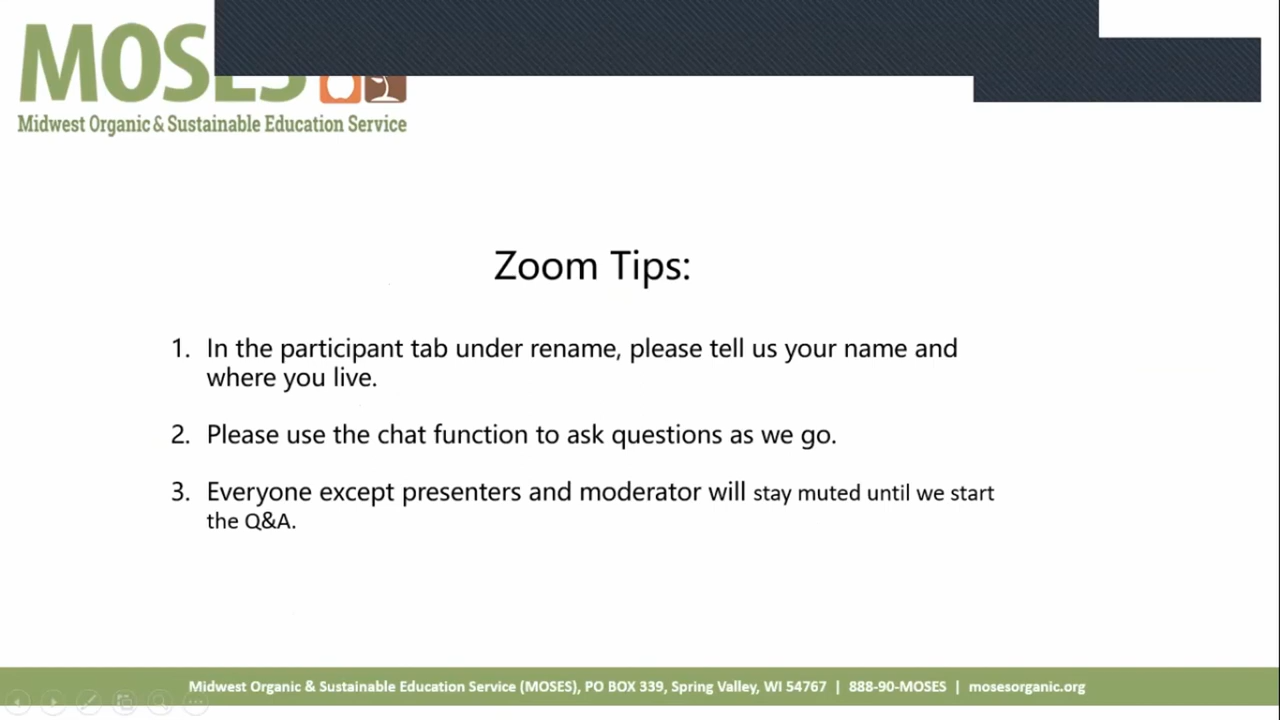 MOSES
Midwest Organic & Sustainable Education Service
Zoom Tips:
1. In the participant tab under rename, please tell us your name and
where you live.
2. Please use the chat function to ask questions as we go.
3. Everyone except presenters and moderator will stay muted until we start
the Q&A.
Midwest Organic & Sustainable Education Service (MOSES), PO BOX 339, Spring Valley, WI 54767 | 888-90-MOSES | mosesorganic.org